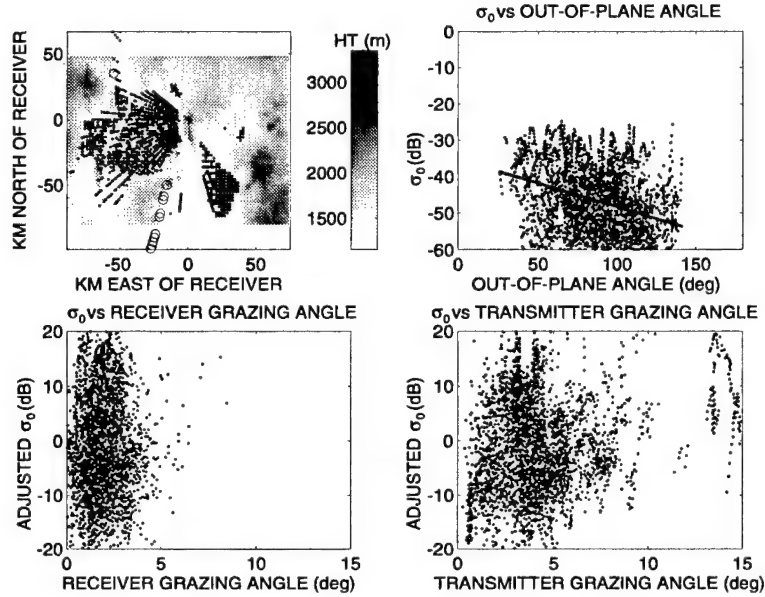 σ₀ vs OUT-OF-PLANE ANGLE
HT (m)
3000
2500
2000
1500
50
0
-50
KM NORTH OF RECEIVER
-50 0 50
KM EAST OF RECEIVER
0
-10
-20
-30
-40
-50
-60
σ₀ (dB)
0 50 100 150
OUT-OF-PLANE ANGLE (deg)
σ₀ vs RECEIVER GRAZING ANGLE
20
10
0
-10
-20
ADJUSTED σ₀ (dB)
0 5 10 15
RECEIVER GRAZING ANGLE (deg)
σ₀ vs TRANSMITTER GRAZING ANGLE
20
10
0
-10
-20
ADJUSTED σ₀ (dB)
0 5 10 15
TRANSMITTER GRAZING ANGLE (deg)